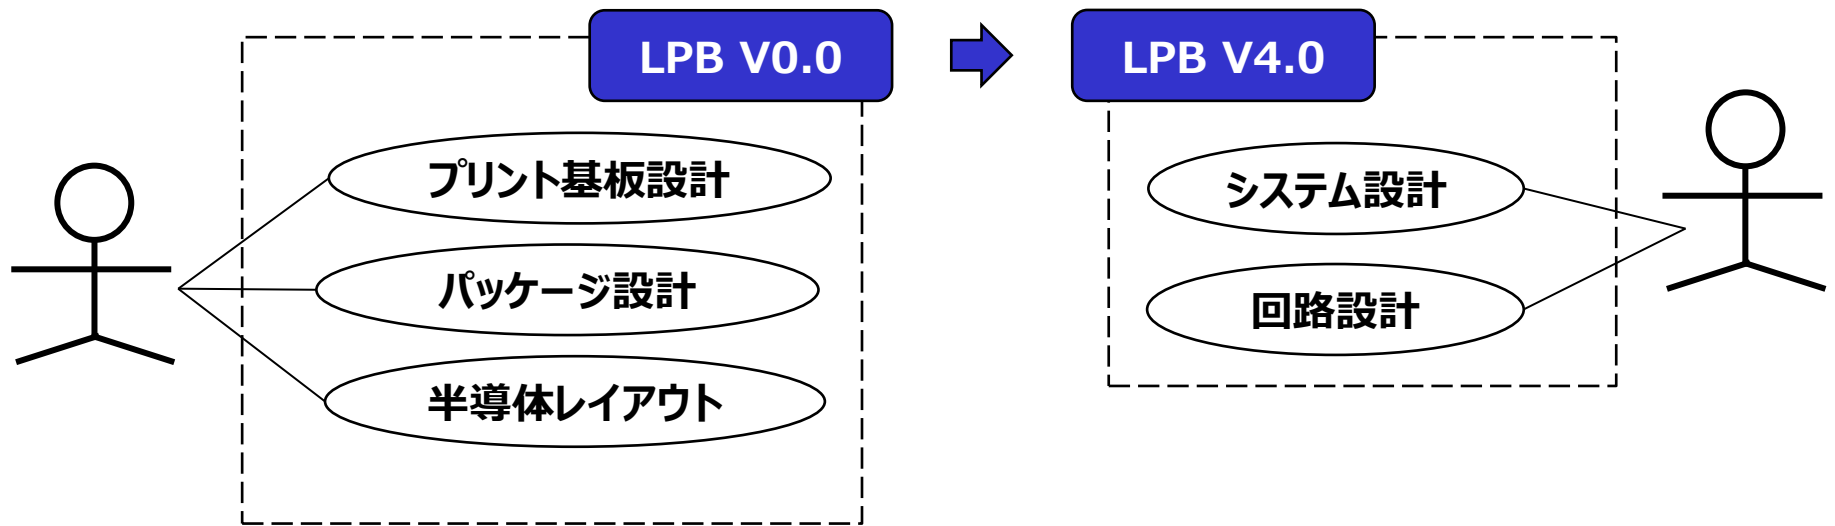 LPB V0.0
プリント基板設計
パッケージ設計
半導体レイアウト
LPB V4.0
システム設計
回路設計